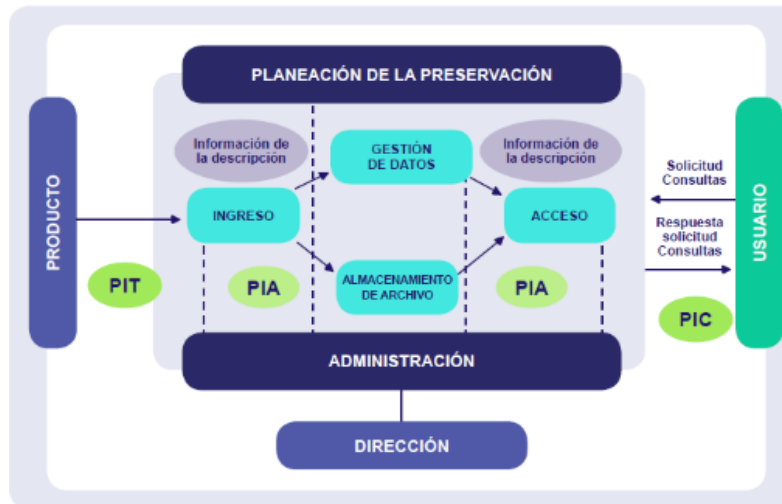 PLANEACIÓN DE LA PRESERVACIÓN
Información de
la descripción
GESTIÓN
DE DATOS
Información de
la descripción
Solicitud
Consultas
PRODUCTO
INGRESO
ACCESO
USUARIO
Respuesta
solicitud
Consultas
PIT
PIA
ALMACENAMIENTO
DE ARCHIVO
PIA
PIC
ADMINISTRACIÓN
DIRECCIÓN